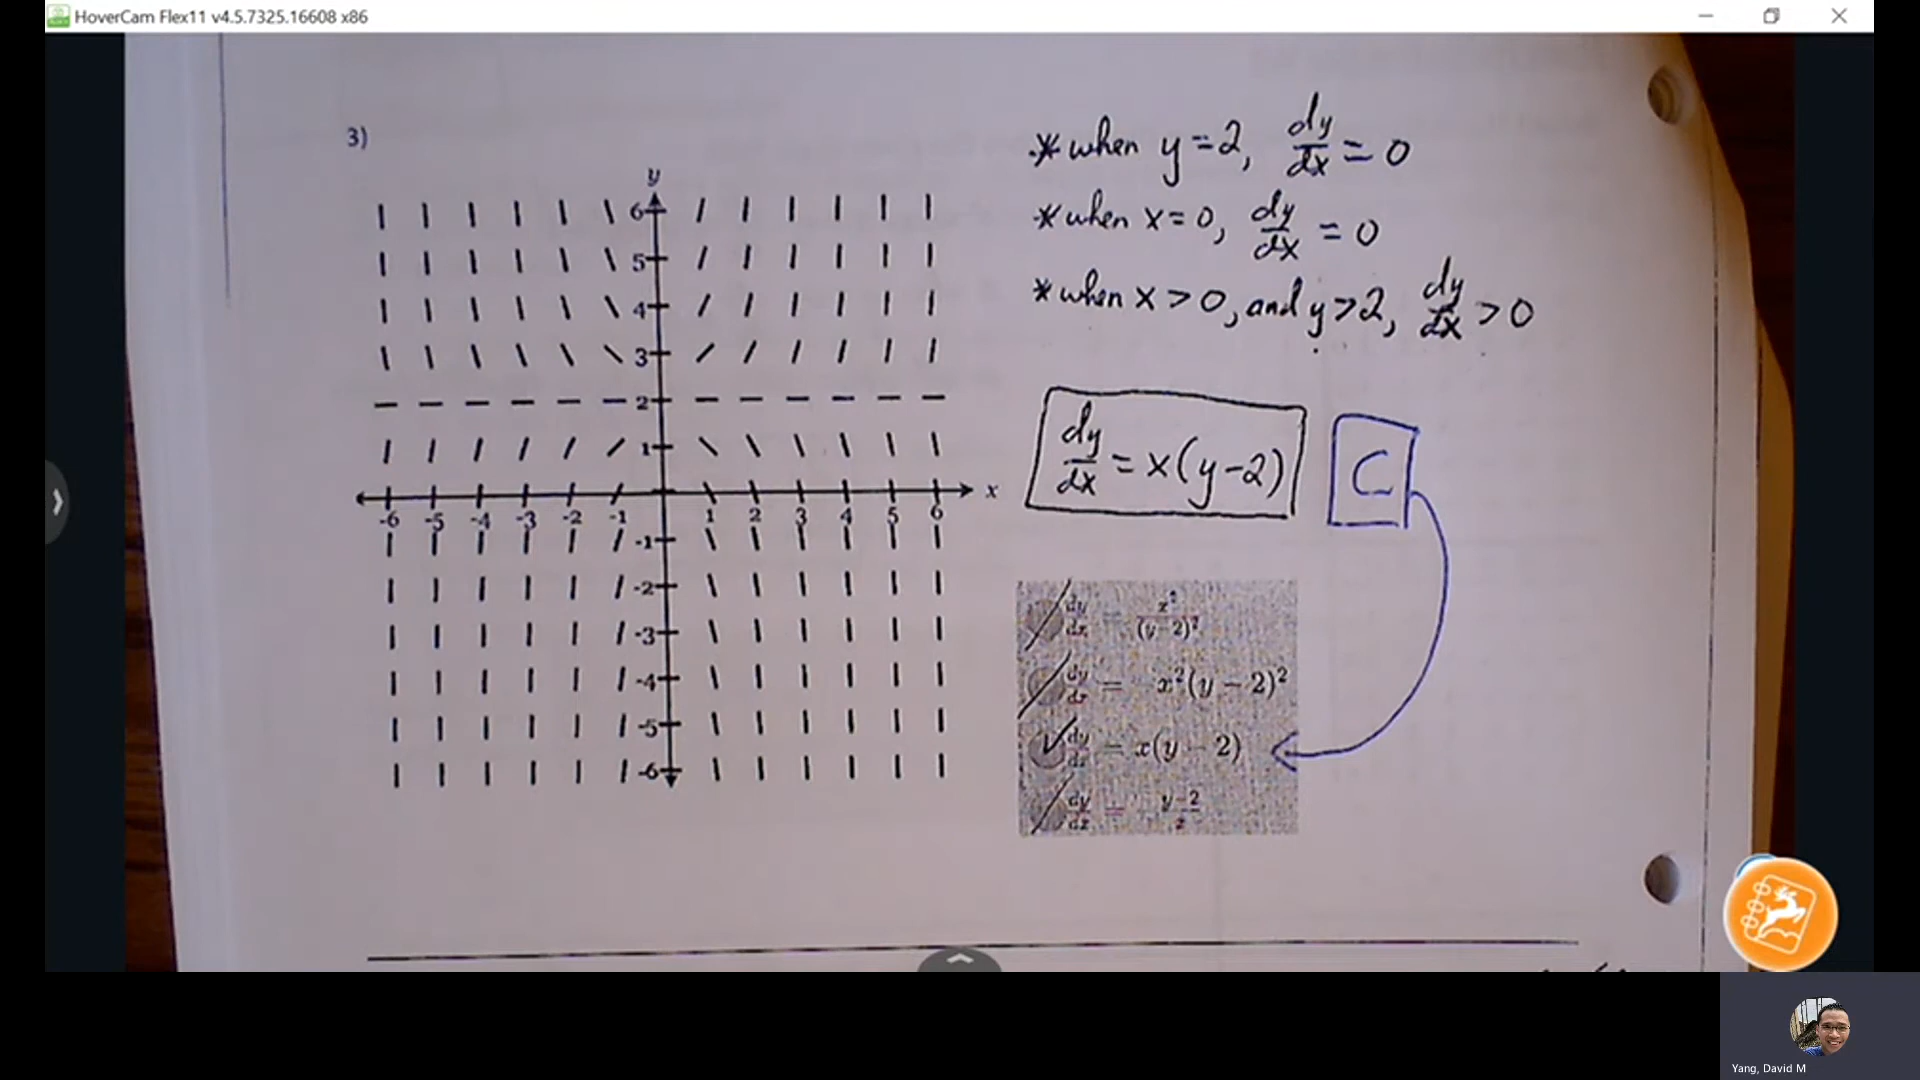 HoverCam Flex11 v4.5.7325.16608 x86
3)
* when y = 2, dy/dx = 0
* when x = 0, dy/dx = 0
* when x > 0, and y > 2, dy/dx > 0
y
6
5
4
3
2
1
x
-6 -5 -4 -3 -2 -1 1 2 3 4 5 6
-1
-2
-3
-4
-5
-6
dy/dx = x(y-2)
C
dy/dx = x²/(y-2)²
dy/dx = x²(y-2)²
dy/dx = x(y-2)
dy/dx = y-2/x
Yang, David M